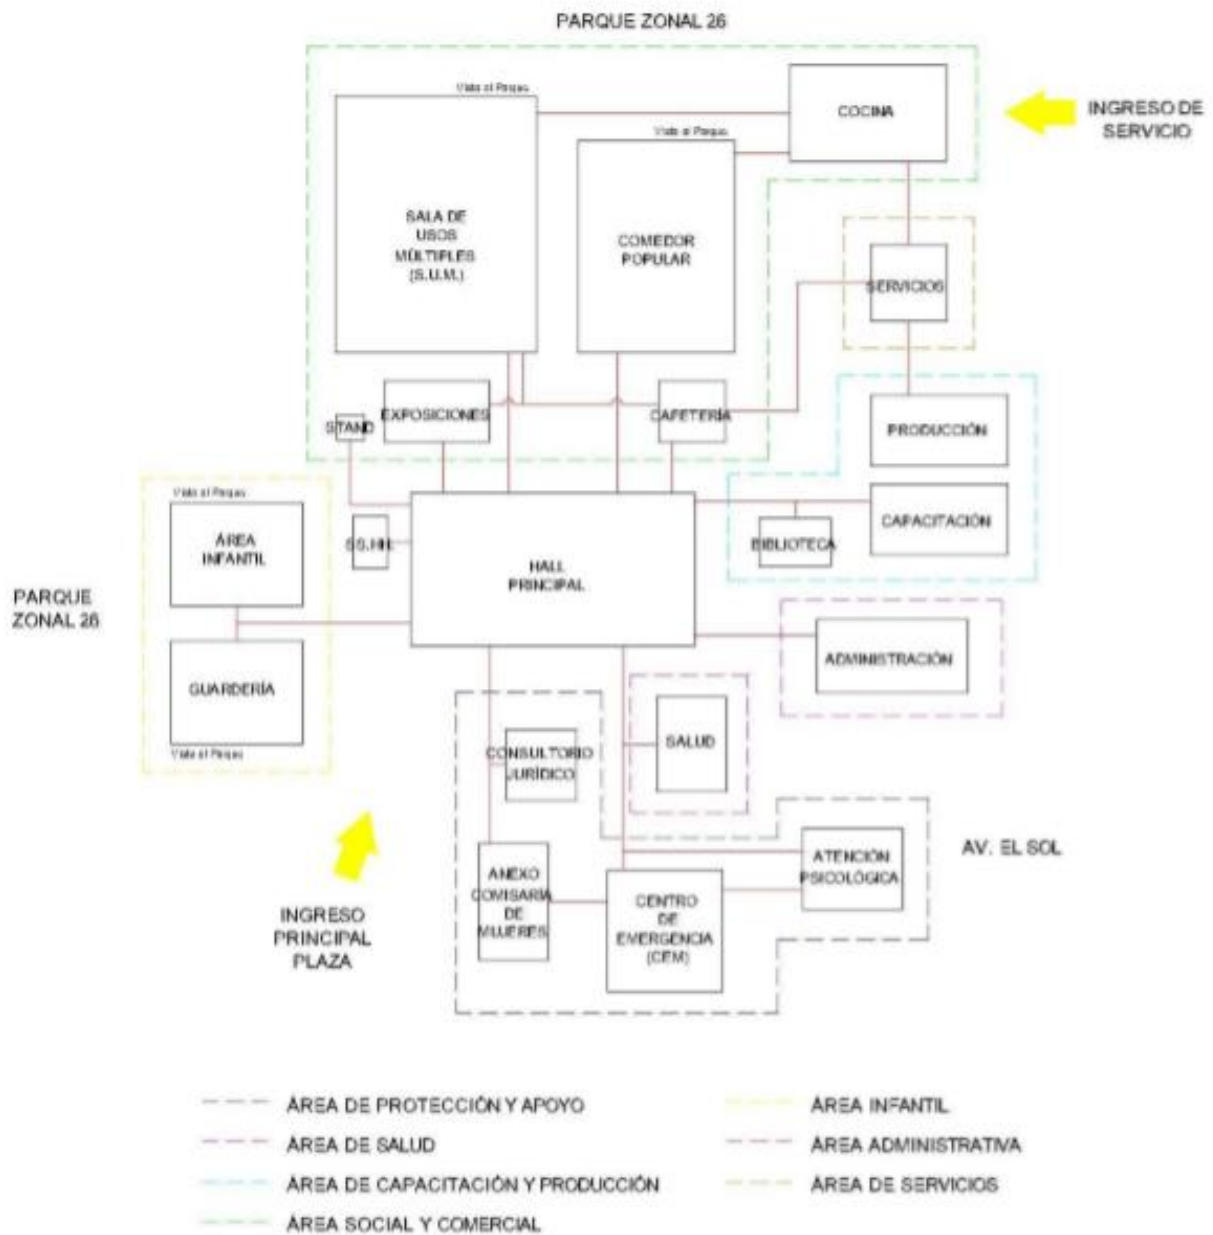 PARQUE ZONAL 26
Vista al Parque
COCINA
INGRESO DE
SERVICIO
Vista al Parque
SALA DE
USOS
MÚLTIPLES
(S.U.M.)
COMEDOR
POPULAR
SERVICIOS
EXPOSICIONES
CAFETERÍA
STAND
PRODUCCIÓN
Vista al Parque
CAPACITACIÓN
ÁREA
INFANTIL
SS.HH.
BIBLIOTECA
HALL
PRINCIPAL
PARQUE
ZONAL 26
ADMINISTRACIÓN
GUARDERÍA
Vista al Parque
SALUD
CONSULTORIO
JURÍDICO
AV. EL SOL
ATENCIÓN
PSICOLÓGICA
ANEXO
COMISARÍA
DE
MUJERES
CENTRO
DE
EMERGENCIA
(CEM)
INGRESO
PRINCIPAL
PLAZA
ÁREA DE PROTECCIÓN Y APOYO
ÁREA DE SALUD
ÁREA DE CAPACITACIÓN Y PRODUCCIÓN
ÁREA SOCIAL Y COMERCIAL
ÁREA INFANTIL
ÁREA ADMINISTRATIVA
ÁREA DE SERVICIOS